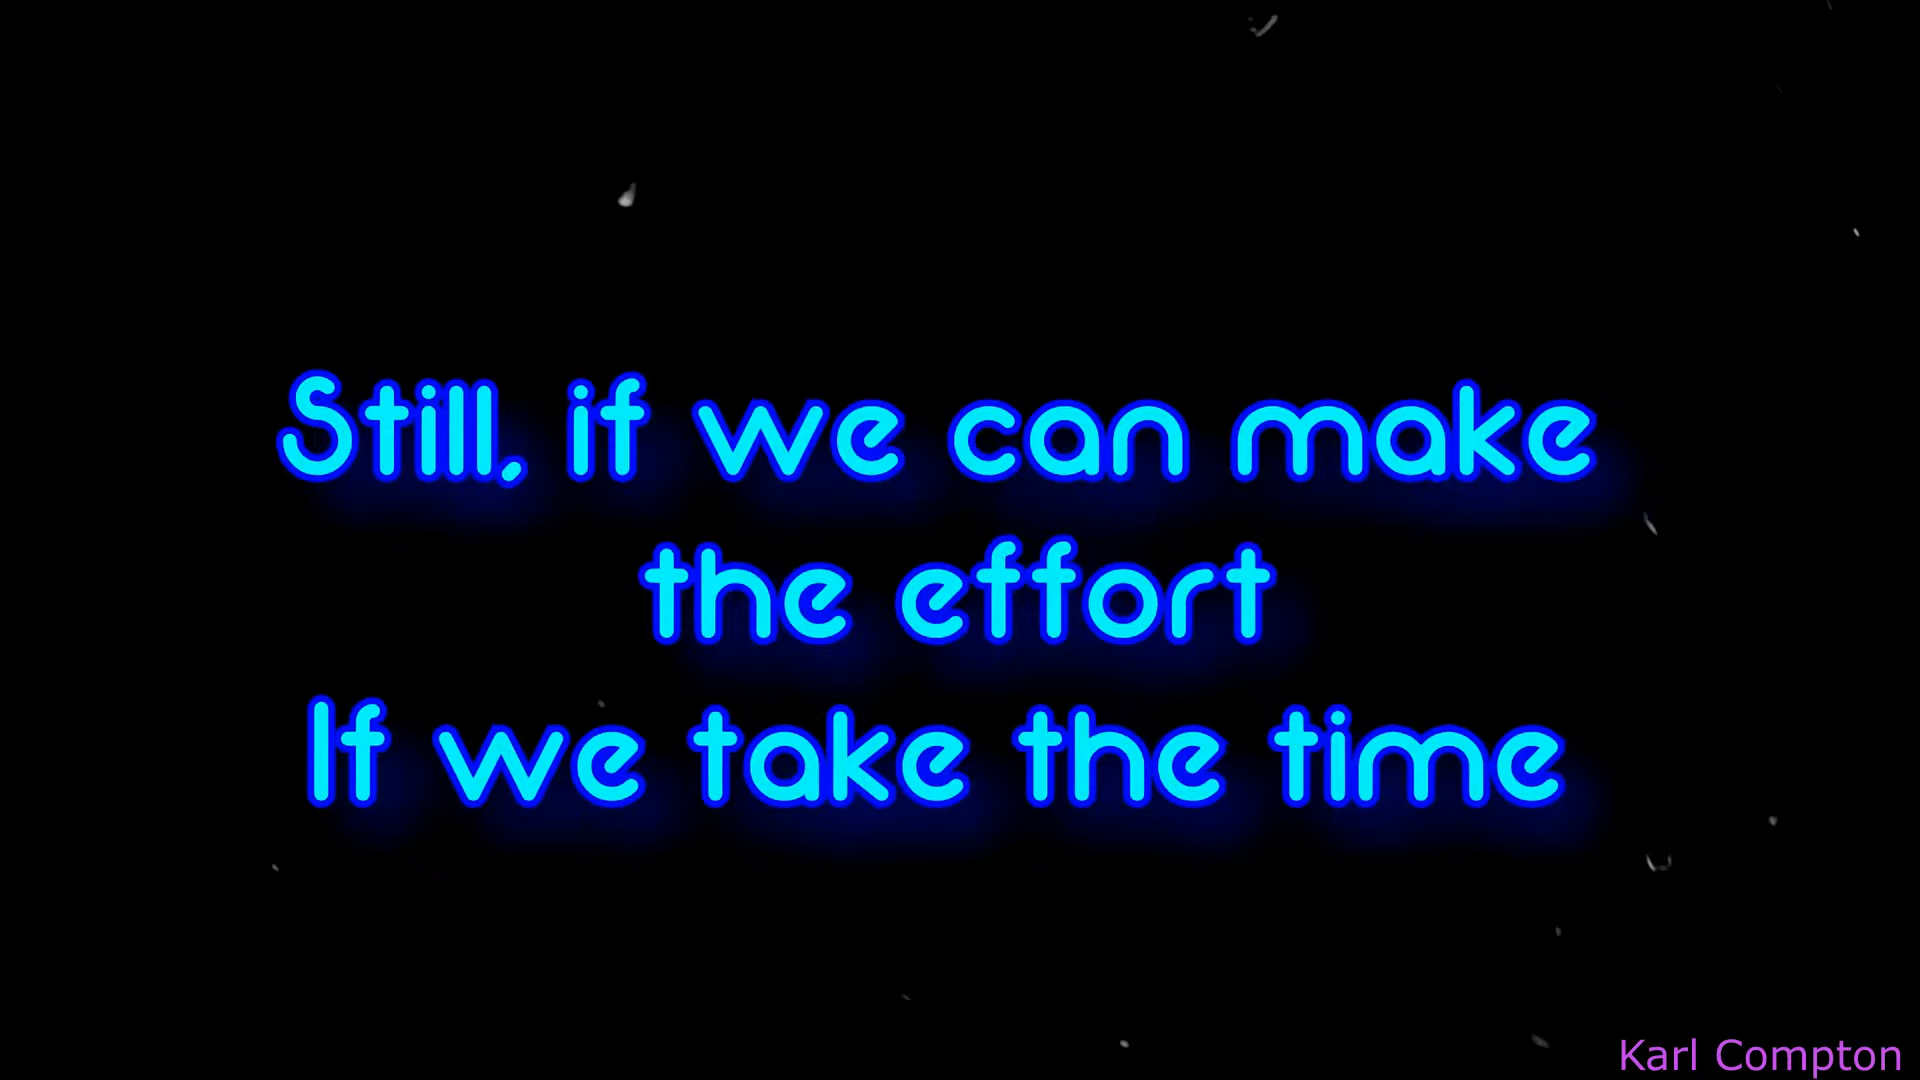 Still, if we can make
the effort
If we take the time
Karl Compton